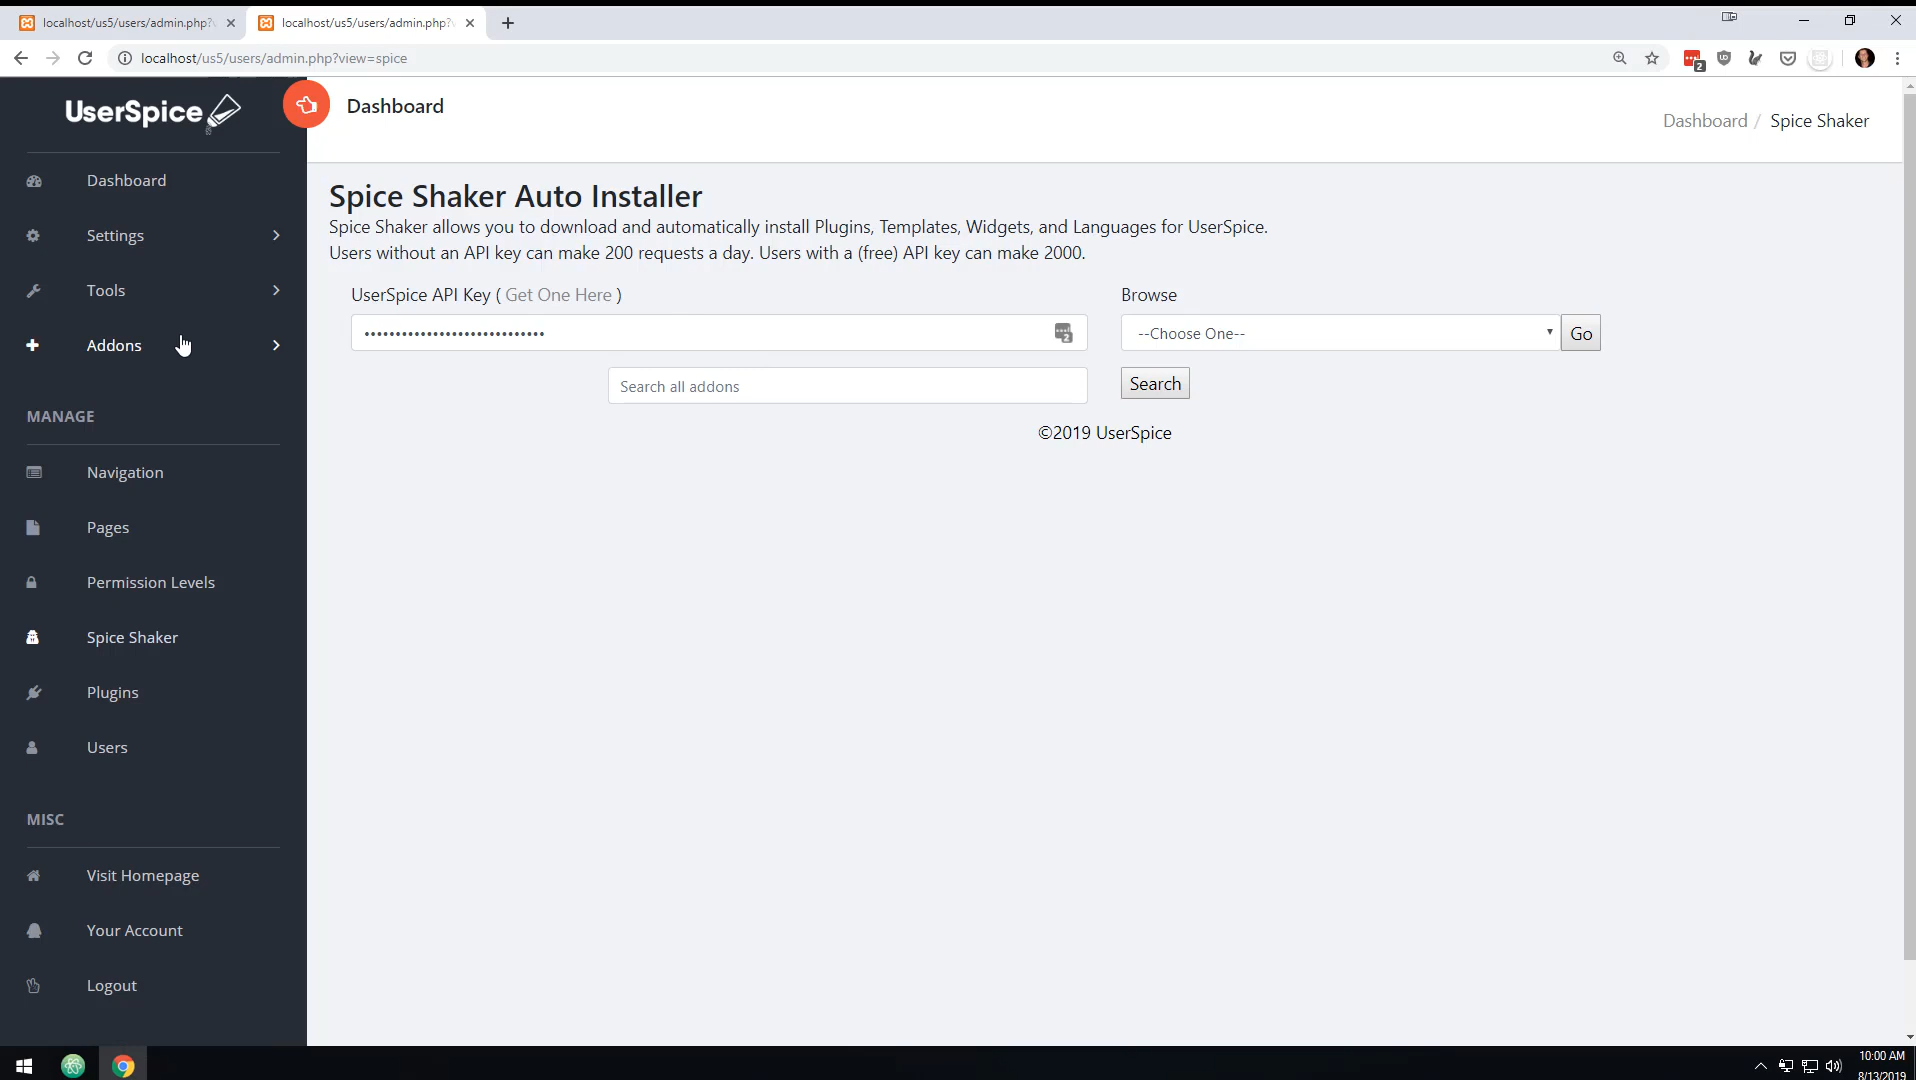 localhost/us5/users/admin.php?v
localhost/us5/users/admin.php?v
localhost/us5/users/admin.php?view=spice
2
UserSpice
Dashboard
Dashboard / Spice Shaker
Dashboard
Settings
Tools
Addons
MANAGE
Navigation
Pages
Permission Levels
Spice Shaker
Plugins
Users
MISC
Visit Homepage
Your Account
Logout
Spice Shaker Auto Installer
Spice Shaker allows you to download and automatically install Plugins, Templates, Widgets, and Languages for UserSpice.
Users without an API key can make 200 requests a day. Users with a (free) API key can make 2000.
UserSpice API Key ( Get One Here )
Browse
•••••••••••••••••••••••••••••
2
--Choose One--
Go
Search all addons
Search
©2019 UserSpice
10:00 AM
8/13/2019